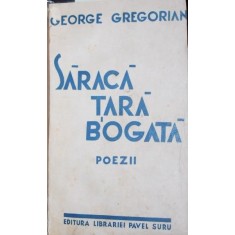 GEORGE GREGORIAN
SĂRACĂ
ȚARĂ
BOGATĂ
POEZII
EDITURA LIBRARIEI PAVEL SURU